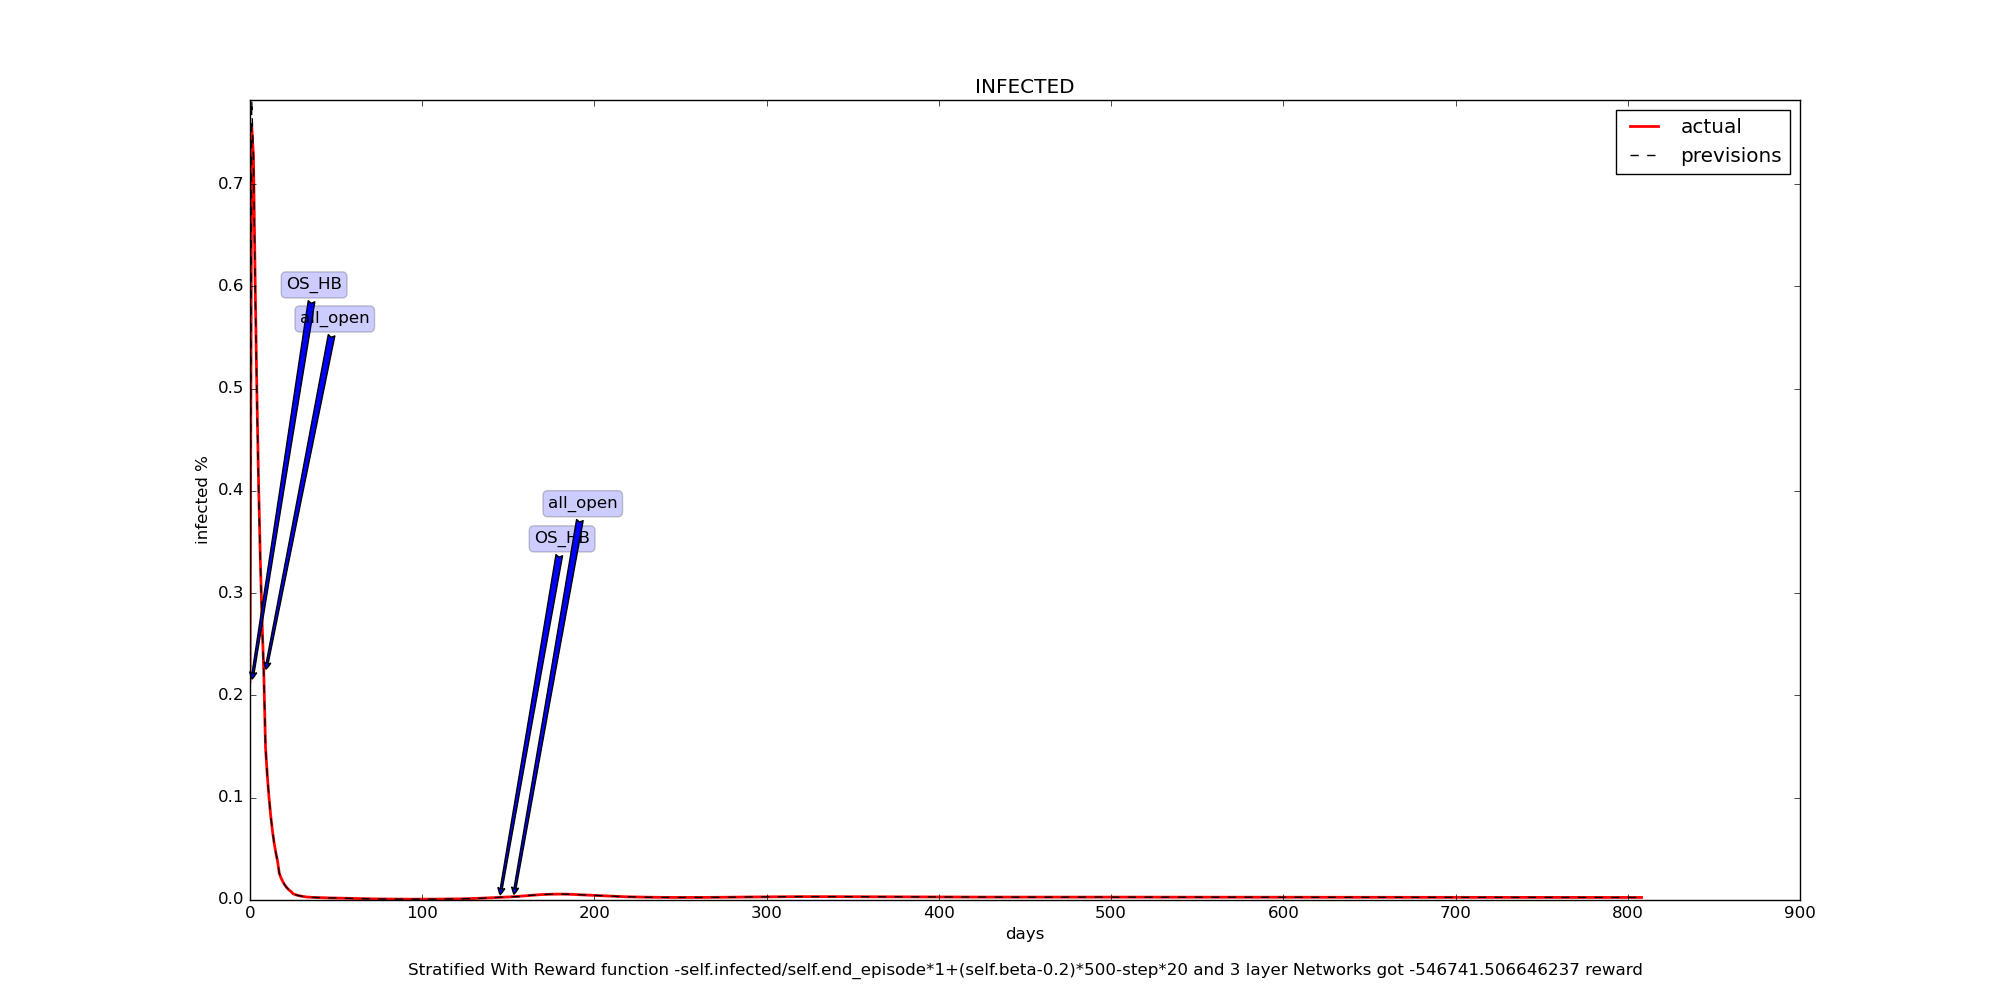 INFECTED
actual
previsions
0.7
0.6
0.5
0.4
0.3
0.2
0.1
0.0
infected %
OS_HB
all_open
all_open
OS_HB
0 100 200 300 400 500 600 700 800 900
days
Stratified With Reward function -self.infected/self.end_episode*1+(self.beta-0.2)*500-step*20 and 3 layer Networks got -546741.506646237 reward